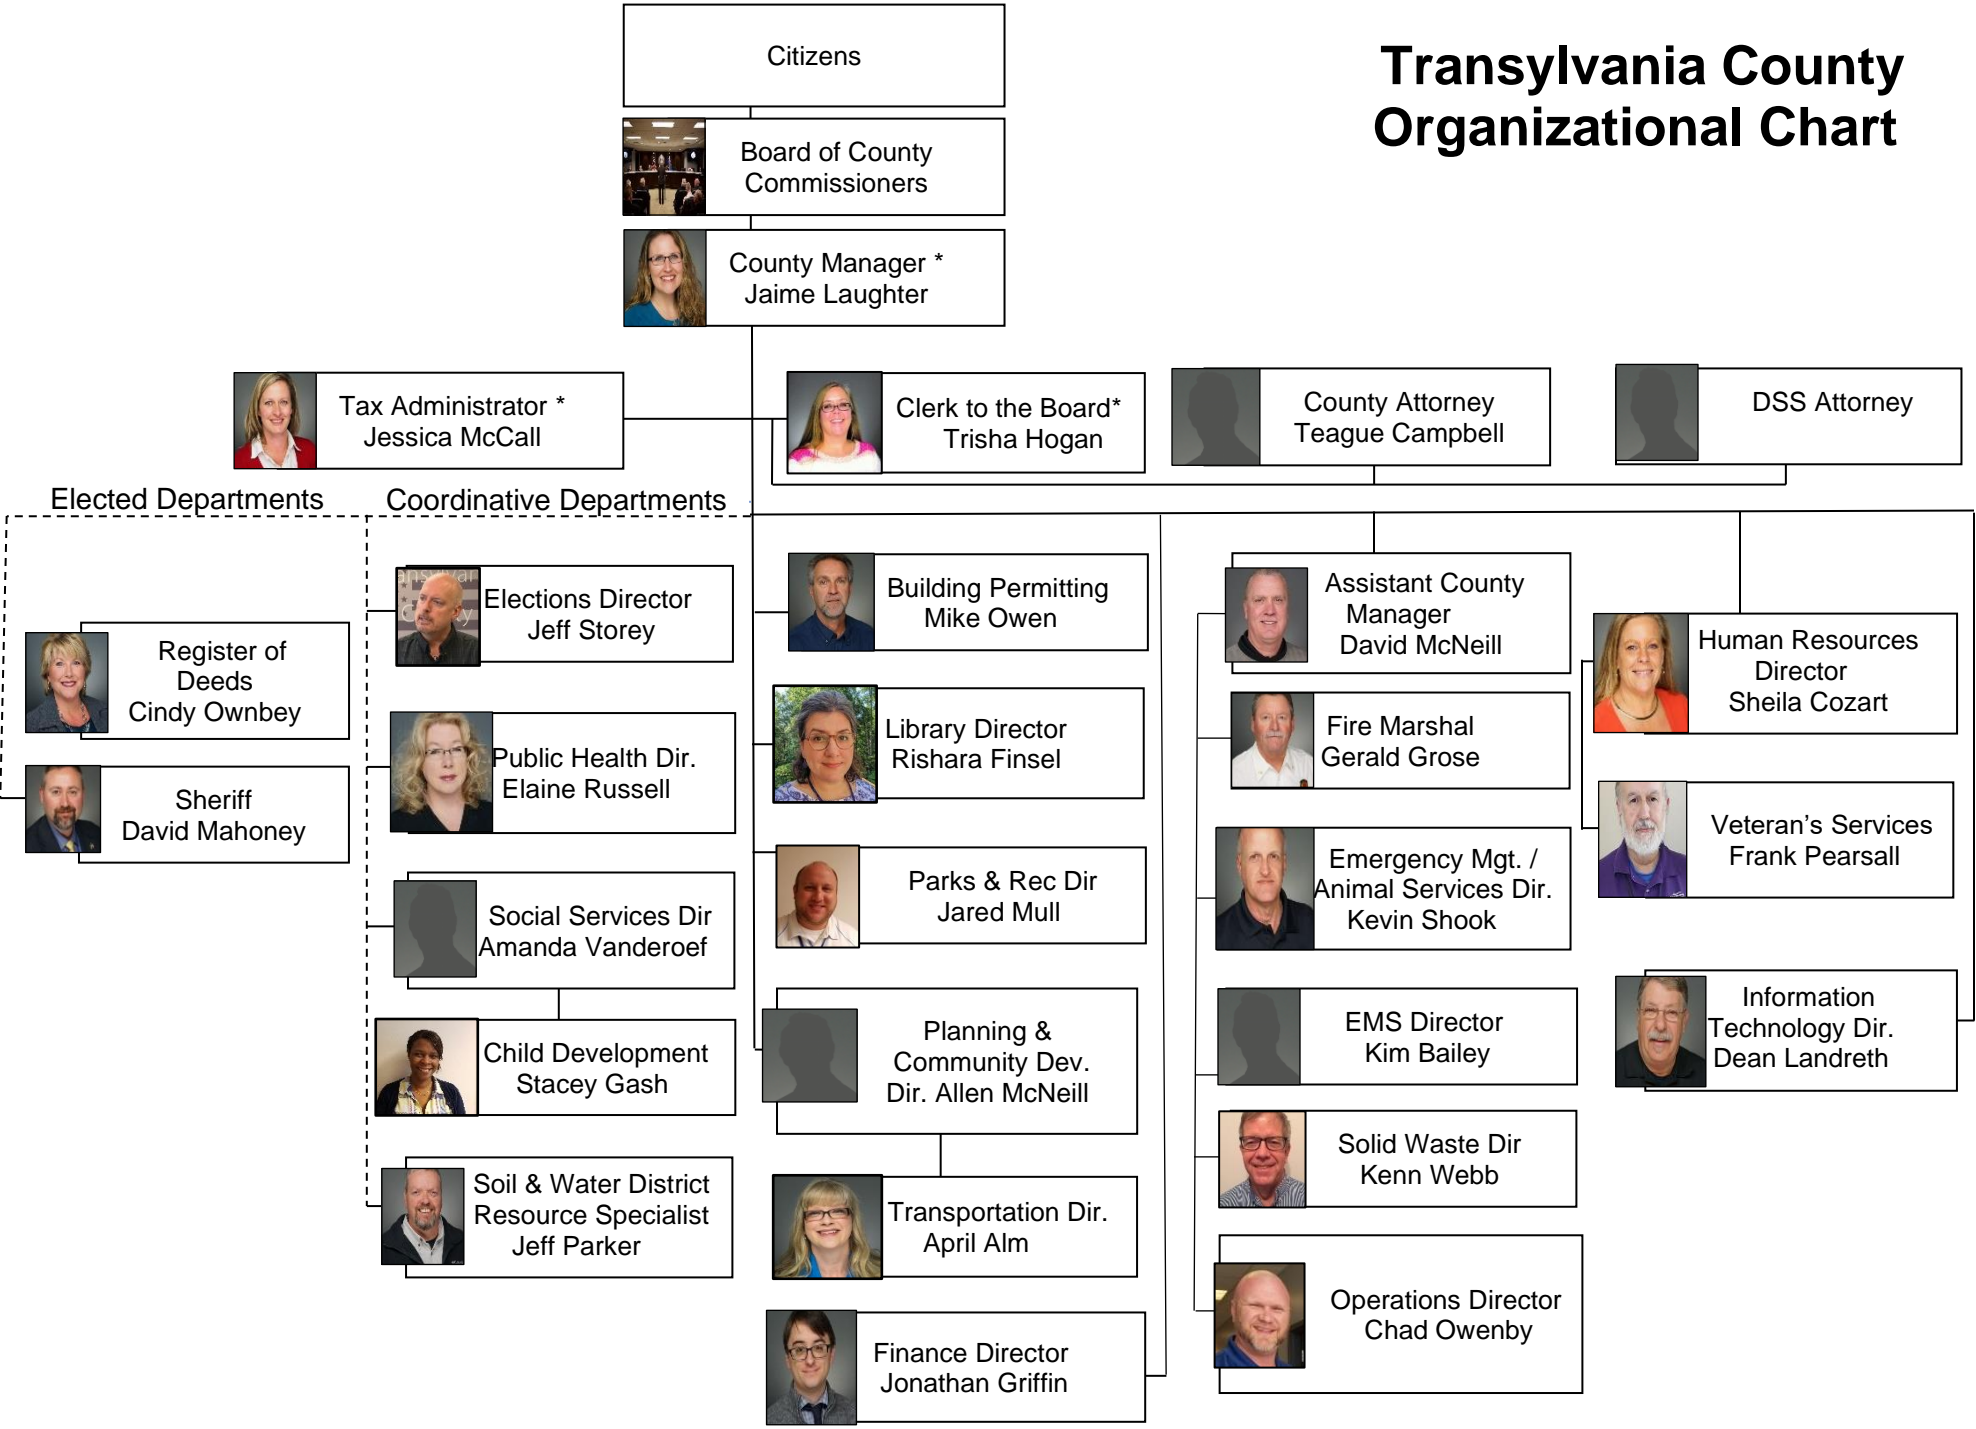 Citizens
Transylvania County
Organizational Chart
Board of County
Commissioners
County Manager *
Jaime Laughter
Tax Administrator *
Jessica McCall
Clerk to the Board*
Trisha Hogan
County Attorney
Teague Campbell
DSS Attorney
Elected Departments
Coordinative Departments
Register of
Deeds
Cindy Ownbey
Sheriff
David Mahoney
Elections Director
Jeff Storey
Public Health Dir.
Elaine Russell
Social Services Dir
Amanda Vanderoef
Child Development
Stacey Gash
Soil & Water District
Resource Specialist
Jeff Parker
Building Permitting
Mike Owen
Library Director
Rishara Finsel
Parks & Rec Dir
Jared Mull
Planning &
Community Dev.
Dir. Allen McNeill
Transportation Dir.
April Alm
Finance Director
Jonathan Griffin
Assistant County
Manager
David McNeill
Fire Marshal
Gerald Grose
Emergency Mgt. /
Animal Services Dir.
Kevin Shook
EMS Director
Kim Bailey
Solid Waste Dir
Kenn Webb
Operations Director
Chad Owenby
Human Resources
Director
Sheila Cozart
Veteran’s Services
Frank Pearsall
Information
Technology Dir.
Dean Landreth